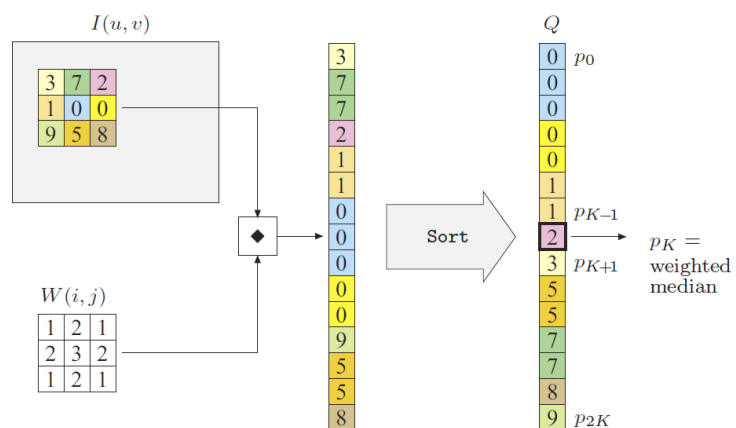 I(u, v)
3 7 2
1 0 0
9 5 8
W(i, j)
1 2 1
2 3 2
1 2 1
3
7
7
2
1
1
0
0
0
0
0
9
5
5
8
Sort
Q
0 p0
0
0
0
0
1
1 pK−1
2
3 pK+1
5
5
7
7
8
9 p2K
pK =
weighted
median